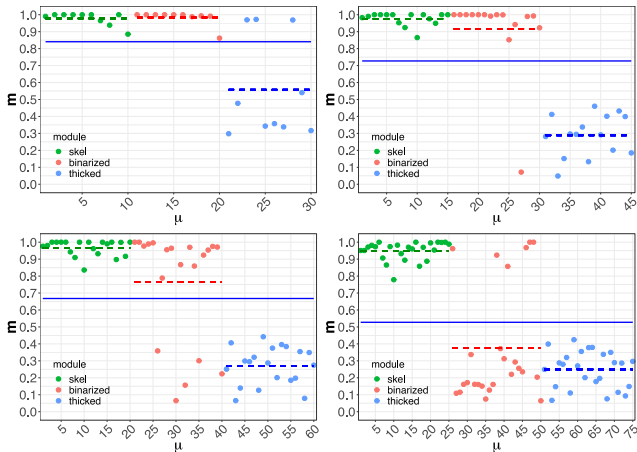 1.0
0.9
0.8
0.7
0.6
0.5
0.4
0.3
0.2
0.1
0.0
m
module
skel
binarized
thicked
5 10 15 20 25 30
μ
1.0
0.9
0.8
0.7
0.6
0.5
0.4
0.3
0.2
0.1
0.0
m
module
skel
binarized
thicked
5 10 15 20 25 30 35 40 45
μ
1.0
0.9
0.8
0.7
0.6
0.5
0.4
0.3
0.2
0.1
0.0
m
module
skel
binarized
thicked
5 10 15 20 25 30 35 40 45 50 55 60
μ
1.0
0.9
0.8
0.7
0.6
0.5
0.4
0.3
0.2
0.1
0.0
m
module
skel
binarized
thicked
5 10 15 20 25 30 35 40 45 50 55 60 65 70 75
μ